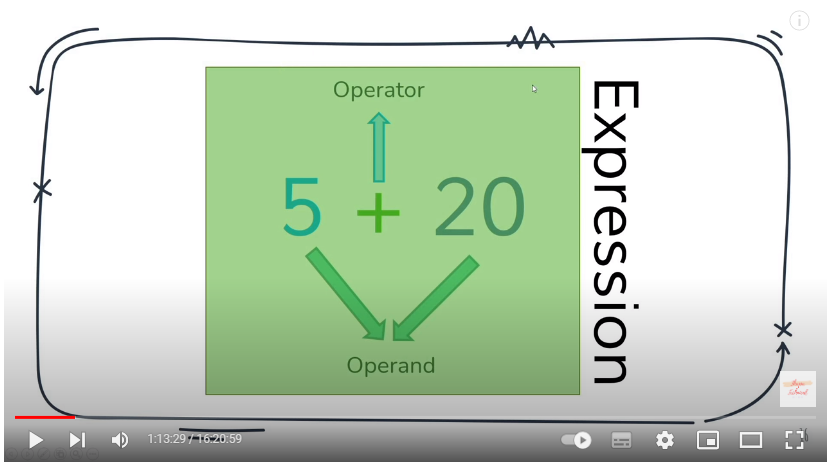 Operator
5 + 20
Operand
Expression
1:13:29 / 16:20:59